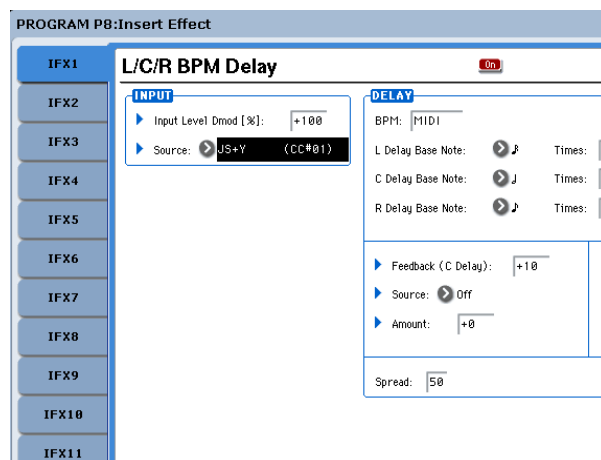 PROGRAM P8:Insert Effect
IFX1
IFX2
IFX3
IFX4
IFX5
IFX6
IFX7
IFX8
IFX9
IFX10
IFX11
L/C/R BPM Delay
On
INPUT
Input Level Dmod [%]: +100
Source: JS+Y (CC#01)
DELAY
BPM: MIDI
L Delay Base Note: ♪ Times:
C Delay Base Note: ♩ Times:
R Delay Base Note: ♪ Times:
Feedback (C Delay): +10
Source: Off
Amount: +0
Spread: 50